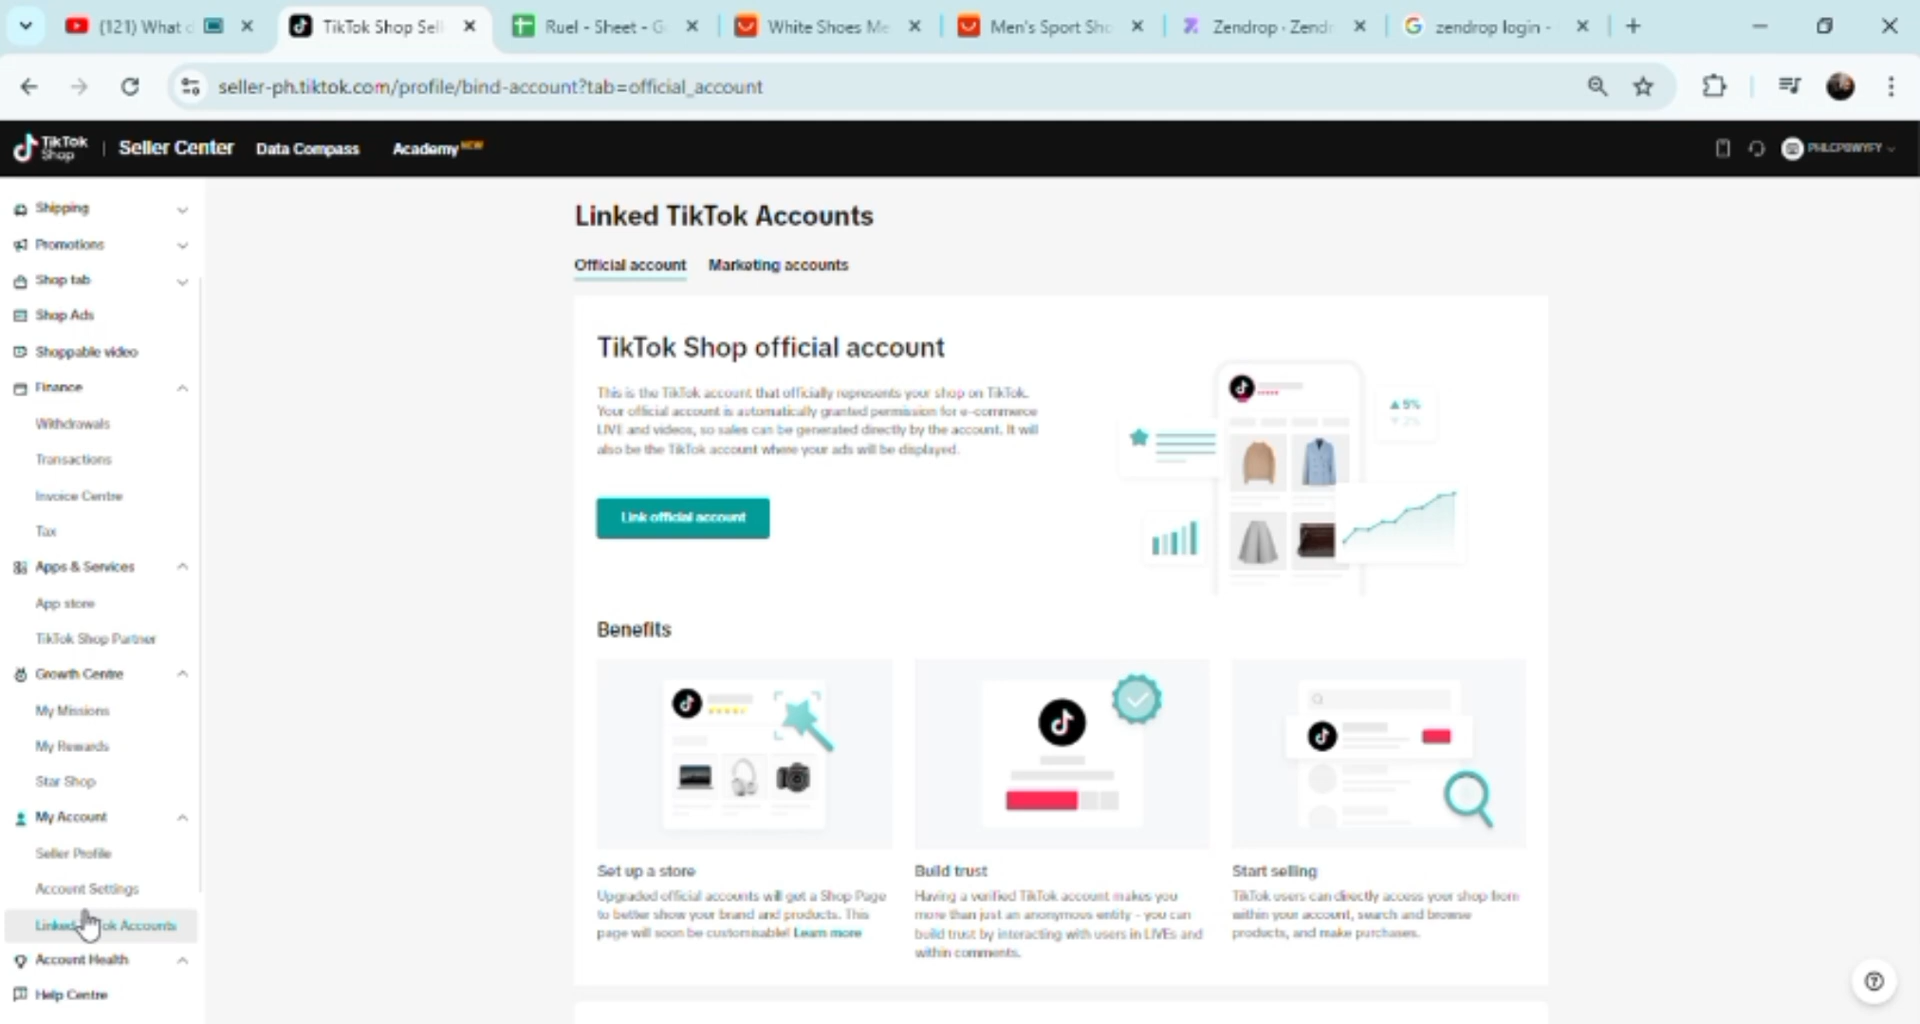 (121) What
TikTok Shop Sell
Ruel - Sheet - G
White Shoes Me
Men's Sport Sho
Zendrop · Zend
zendrop login -
seller-ph.tiktok.com/profile/bind-account?tab=official_account
TikTok Shop
Seller Center
Data Compass
Academy NEW
Shipping
Promotions
Shop tab
Shop Ads
Shoppable video
Finance
Withdrawals
Transactions
Invoice Centre
Tax
Apps & Services
App store
TikTok Shop Partner
Growth Centre
My Missions
My Rewards
Star Shop
My Account
Seller Profile
Account Settings
Linked ok Accounts
Account Health
Help Centre
Linked TikTok Accounts
Official account
Marketing accounts
TikTok Shop official account
This is the TikTok account that officially represents your shop on TikTok.
Your official account is automatically granted permission for e-commerce
LIVE and videos, so sales can be generated directly by the account. It will
also be the TikTok account where your ads will be displayed.
Link official account
5%
2%
Benefits
Set up a store
Upgraded official accounts will get a Shop Page
to better show your brand and products. This
page will soon be customisable! Learn more
Build trust
Having a verified TikTok account makes you
more than just an anonymous entity - you can
build trust by interacting with users in LIVEs and
within comments.
Start selling
TikTok users can directly access your shop from
within your account, search and browse
products, and make purchases.